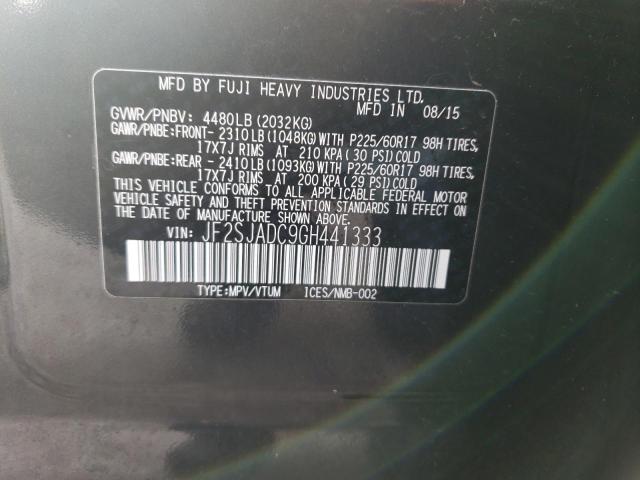 MFD BY FUJI HEAVY INDUSTRIES LTD.
MFD IN 08/15
GVWR/PNBV: 4480LB (2032KG)
GAWR/PNBE:FRONT- 2310LB(1048KG)WITH P225/60R17 98H TIRES,
17X7J RIMS AT 210 KPA(30 PSI)COLD
GAWR/PNBE:REAR - 2410LB(1093KG)WITH P225/60R17 98H TIRES,
17X7J RIMS AT 200 KPA(29 PSI)COLD
THIS VEHICLE CONFORMS TO ALL APPLICABLE FEDERAL MOTOR
VEHICLE SAFETY AND THEFT PREVENTION STANDARDS IN EFFECT
ON THE DATE OF MANUFACTURE SHOWN ABOVE.
VIN: JF2SJADC9GH441333
TYPE:MPV/VTUM ICES/NMB-002